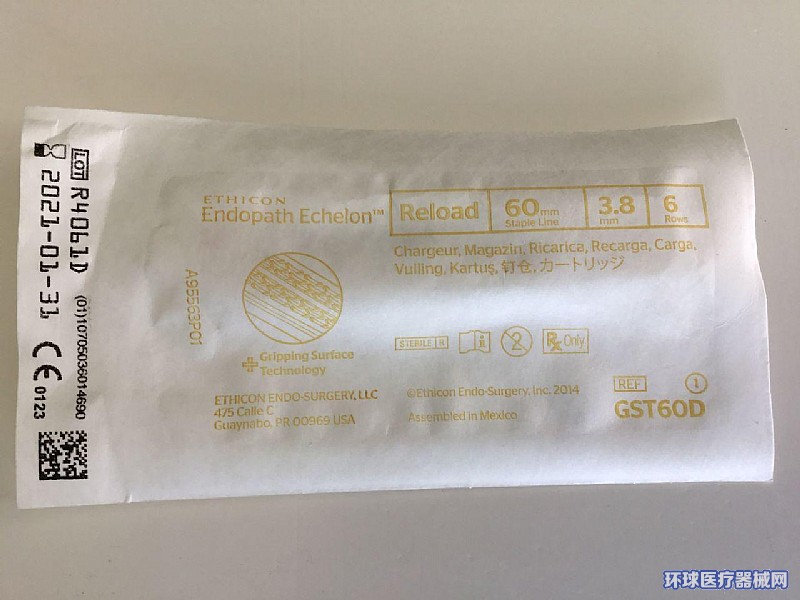 LOT R4061D
2021-01-31
(01)10705036014690
CE 0123
ETHICON
Endopath Echelon™
Reload
60mm
Staple Line
3.8
mm
6
Rows
Chargeur, Magazin, Ricarica, Recarga, Carga,
Vulling, Kartuş, 钉仓, カートリッジ
A95563P01
Gripping Surface
Technology
STERILE R
Rx Only
ETHICON ENDO-SURGERY, LLC
475 Calle C
Guaynabo, PR 00969 USA
©Ethicon Endo-Surgery, Inc. 2014
Assembled in Mexico
REF
1
GST60D
环球医疗器械网